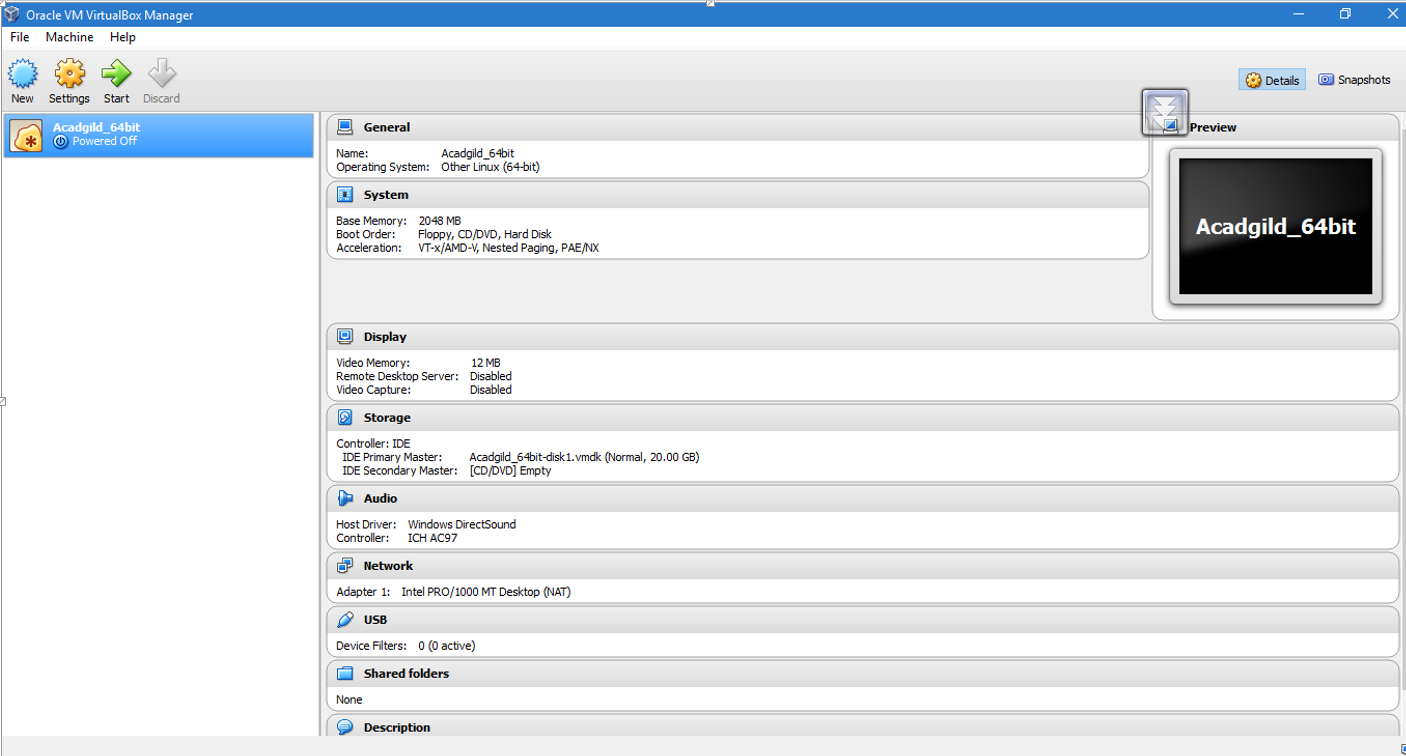 Oracle VM VirtualBox Manager
File Machine Help
New Settings Start Discard
Details Snapshots
Acadgild_64bit
Powered Off
General
Name: Acadgild_64bit
Operating System: Other Linux (64-bit)
System
Base Memory: 2048 MB
Boot Order: Floppy, CD/DVD, Hard Disk
Acceleration: VT-x/AMD-V, Nested Paging, PAE/NX
Preview
Acadgild_64bit
Display
Video Memory: 12 MB
Remote Desktop Server: Disabled
Video Capture: Disabled
Storage
Controller: IDE
IDE Primary Master: Acadgild_64bit-disk1.vmdk (Normal, 20.00 GB)
IDE Secondary Master: [CD/DVD] Empty
Audio
Host Driver: Windows DirectSound
Controller: ICH AC97
Network
Adapter 1: Intel PRO/1000 MT Desktop (NAT)
USB
Device Filters: 0 (0 active)
Shared folders
None
Description